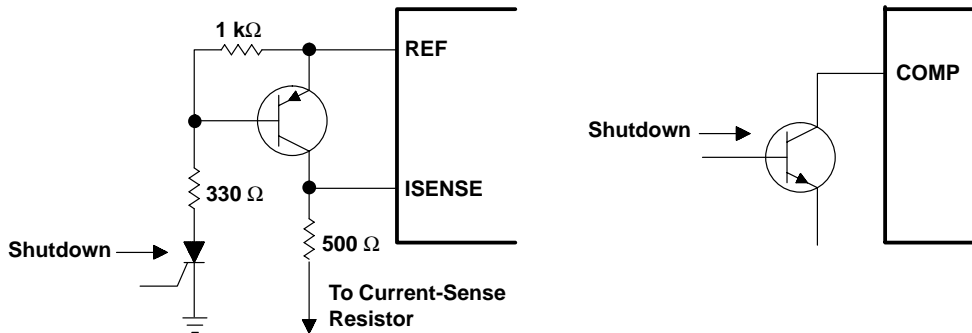 1 kΩ
REF
COMP
Shutdown
ISENSE
330 Ω
500 Ω
Shutdown
To Current-Sense
Resistor